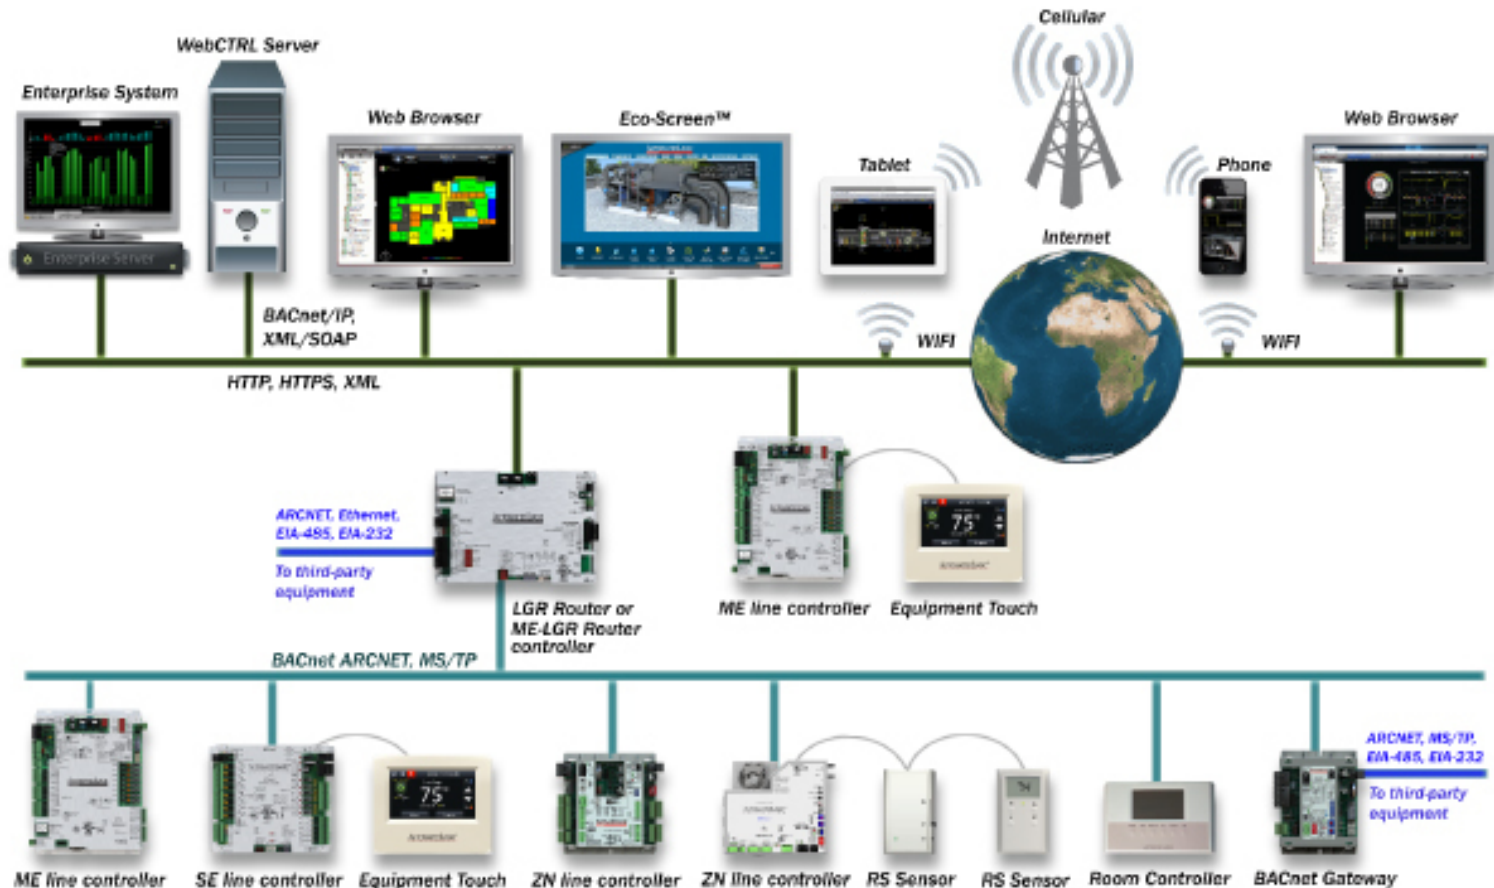 Cellular
WebCTRL Server
Enterprise System
Web Browser
Eco-Screen™
Web Browser
Tablet
Phone
Internet
Enterprise Server
BACnet/IP,
XML/SOAP
WIFI
WIFI
HTTP, HTTPS, XML
ARCNET, Ethernet,
EIA-485, EIA-232
To third-party
equipment
75
LGR Router or
ME-LGR Router
controller
ME line controller
Equipment Touch
BACnet ARCNET, MS/TP
75
ARCNET, MS/TP,
EIA-485, EIA-232
To third-party
equipment
ME line controller
SE line controller
Equipment Touch
ZN line controller
ZN line controller
RS Sensor
RS Sensor
Room Controller
BACnet Gateway